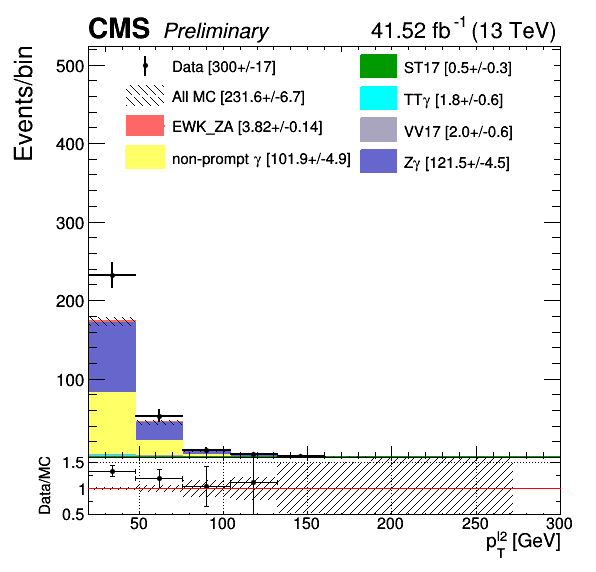 CMS Preliminary 41.52 fb⁻¹ (13 TeV)
Events/bin
500
400
300
200
100
Data [300+/-17]
All MC [231.6+/-6.7]
EWK_ZA [3.82+/-0.14]
non-prompt γ [101.9+/-4.9]
ST17 [0.5+/-0.3]
TTγ [1.8+/-0.6]
VV17 [2.0+/-0.6]
Zγ [121.5+/-4.5]
Data/MC
1.5
1
0.5
50 100 150 200 250 300
p_T^l2 [GeV]